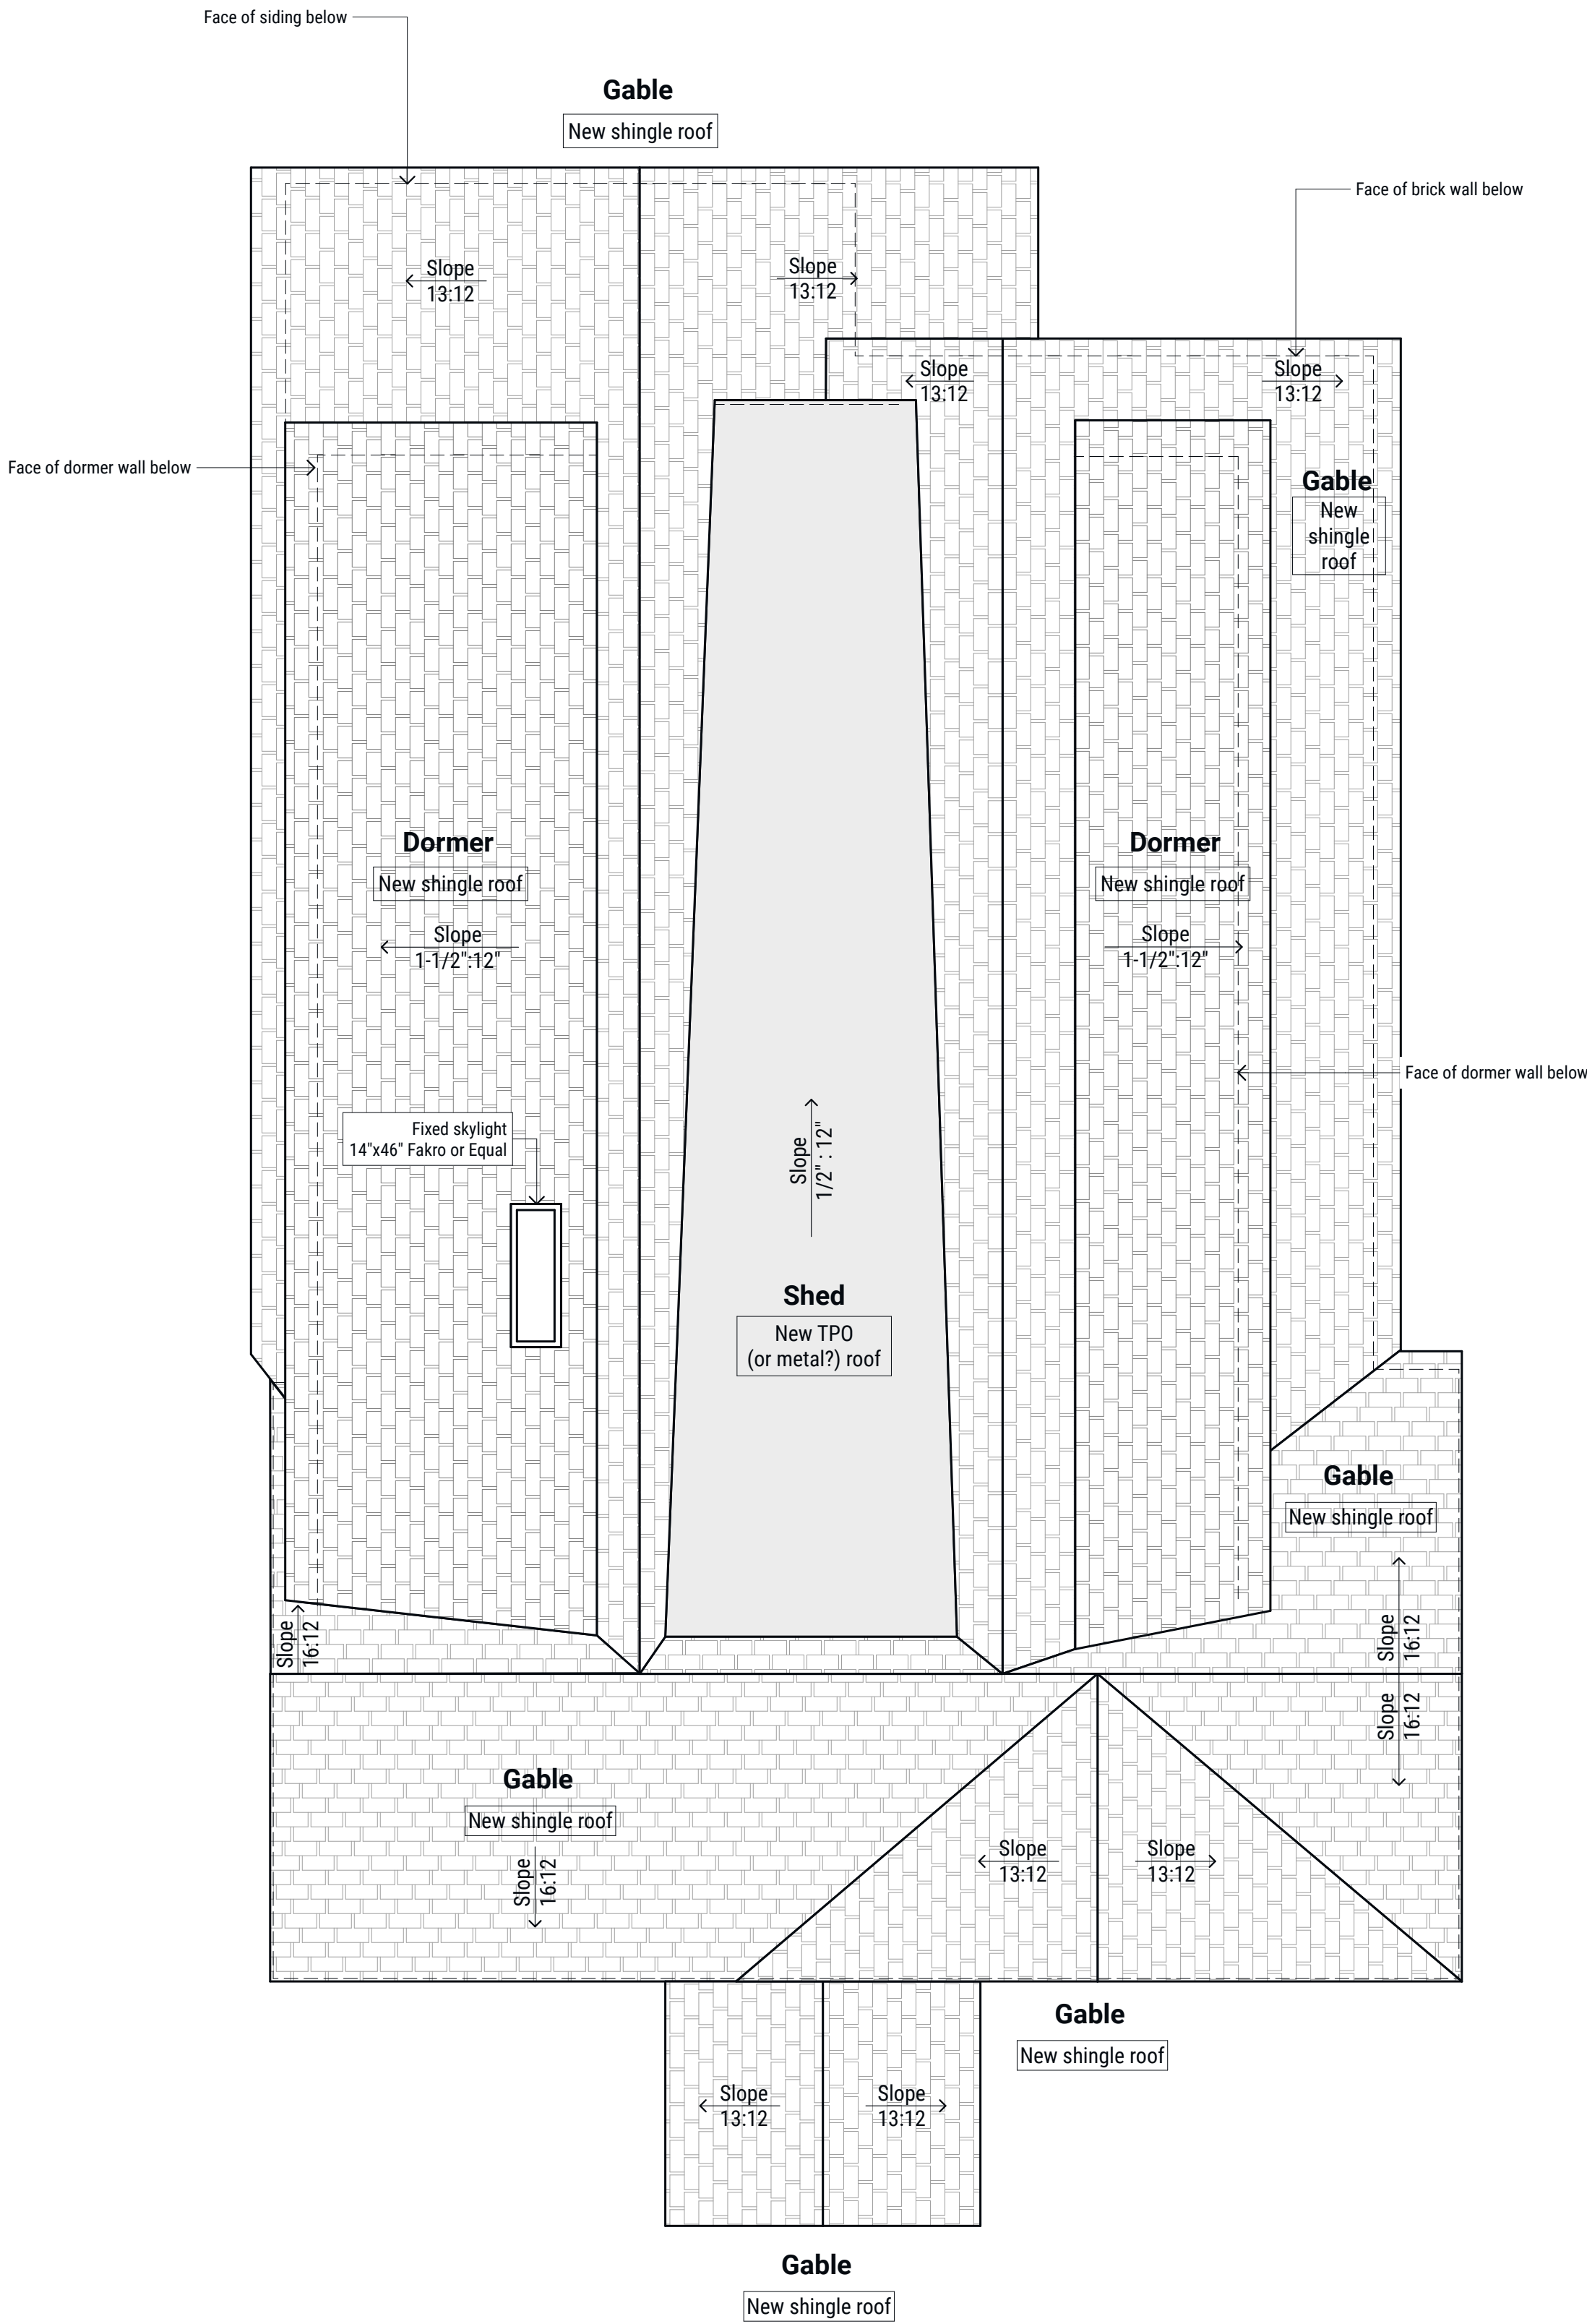 Face of siding below
Gable
New shingle roof
Face of brick wall below
Slope
13:12
Slope
13:12
Slope
13:12
Slope
13:12
Face of dormer wall below
Gable
New
shingle
roof
Dormer
New shingle roof
Slope
1-1/2":12"
Dormer
New shingle roof
Slope
1-1/2":12"
Face of dormer wall below
Fixed skylight
14"x46" Fakro or Equal
Slope
1/2" : 12"
Shed
New TPO
(or metal?) roof
Gable
New shingle roof
Slope
16:12
Slope
16:12
Slope
16:12
Gable
New shingle roof
Slope
16:12
Slope
13:12
Slope
13:12
Gable
New shingle roof
Slope
13:12
Slope
13:12
Gable
New shingle roof